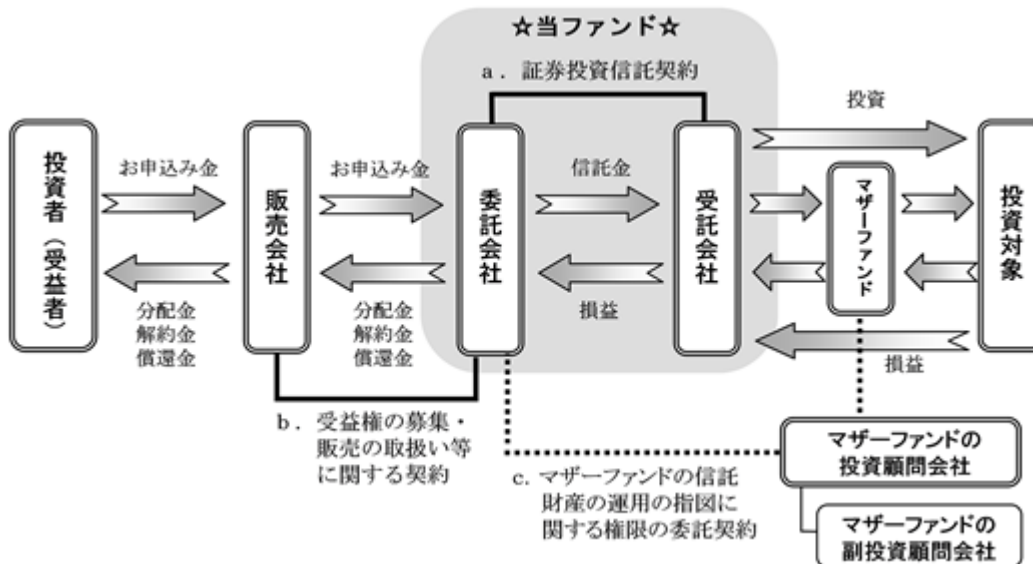 ☆当ファンド☆
a．証券投資信託契約
投資者（受益者）
お申込み金
分配金
解約金
償還金
販売会社
お申込み金
分配金
解約金
償還金
委託会社
信託金
損益
受託会社
投資
マザーファンド
損益
投資対象
b．受益権の募集・
販売の取扱い等
に関する契約
c. マザーファンドの信託
財産の運用の指図に
関する権限の委託契約
マザーファンドの
投資顧問会社
マザーファンドの
副投資顧問会社